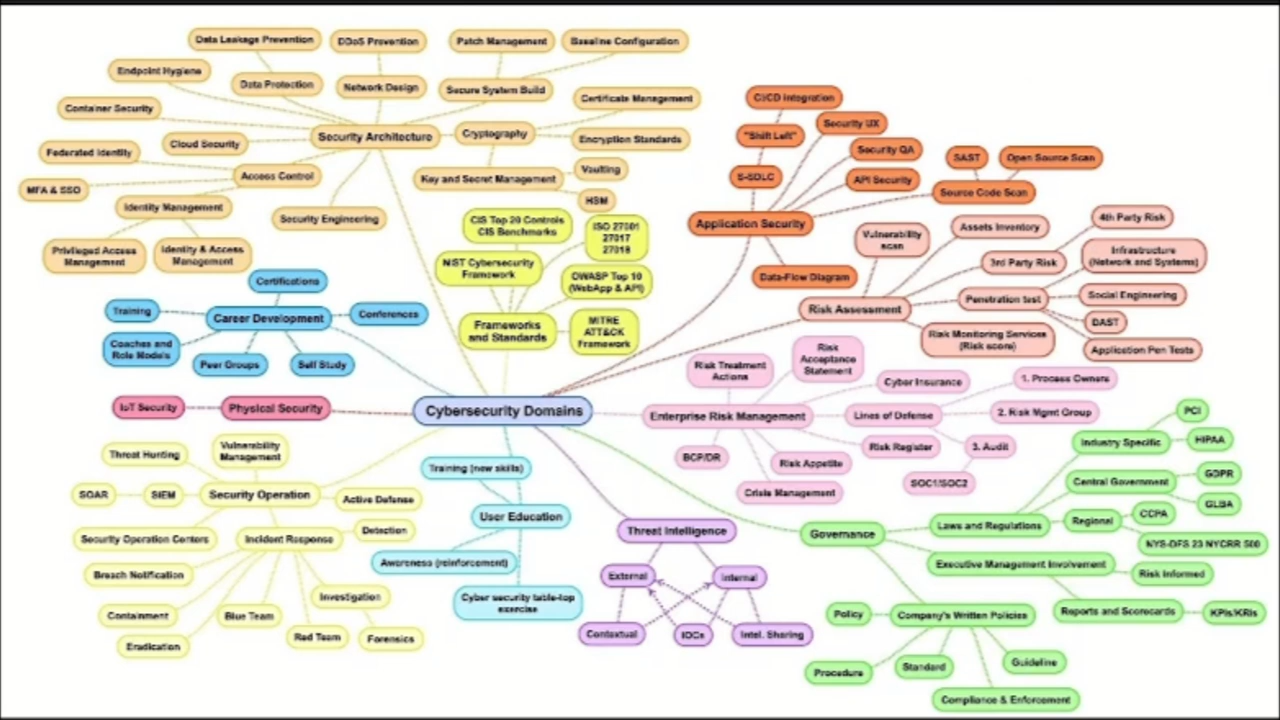 Data Leakage Prevention
DDoS Prevention
Patch Management
Baseline Configuration
Endpoint Hygiene
Data Protection
Network Design
Secure System Build
Container Security
Certificate Management
Security Architecture
Cryptography
Cloud Security
Encryption Standards
Federated Identity
Access Control
Key and Secret Management
Vaulting
MFA & SSO
HSM
Identity Management
Security Engineering
Privileged Access
Management
Identity & Access
Management
CIS Top 20 Controls
CIS Benchmarks
ISO 27001
27017
27018
NIST Cybersecurity
Framework
OWASP Top 10
(WebApp & API)
Frameworks
and Standards
MITRE
ATT&CK
Framework
CI/CD integration
"Shift Left"
Security UX
Security QA
S-SDLC
API Security
SAST
Open Source Scan
Source Code Scan
Application Security
Data-Flow Diagram
Vulnerability
scan
Assets Inventory
4th Party Risk
3rd Party Risk
Infrastructure
(Network and Systems)
Risk Assessment
Penetration test
Social Engineering
DAST
Risk Monitoring Services
(Risk score)
Application Pen Tests
Certifications
Training
Career Development
Conferences
Coaches and
Role Models
Peer Groups
Self Study
IoT Security
Physical Security
Cybersecurity Domains
Risk Treatment
Actions
Risk
Acceptance
Statement
Cyber Insurance
1. Process Owners
Enterprise Risk Management
Lines of Defense
2. Risk Mgmt Group
Risk Register
3. Audit
BCP/DR
Risk Appetite
SOC1/SOC2
Crisis Management
Threat Hunting
Vulnerability
Management
SOAR
SIEM
Security Operation
Active Defense
Security Operation Centers
Incident Response
Detection
Breach Notification
Investigation
Containment
Blue Team
Eradication
Red Team
Forensics
Training (new skills)
User Education
Awareness (reinforcement)
Cyber security table-top
exercise
Threat Intelligence
External
Internal
Contextual
IOCs
Intel. Sharing
PCI
Industry Specific
HIPAA
Central Government
GDPR
GLBA
Governance
Laws and Regulations
Regional
CCPA
NYS-DFS 23 NYCRR 500
Executive Management Involvement
Risk Informed
Policy
Company's Written Policies
Reports and Scorecards
KPIs/KRIs
Procedure
Standard
Guideline
Compliance & Enforcement